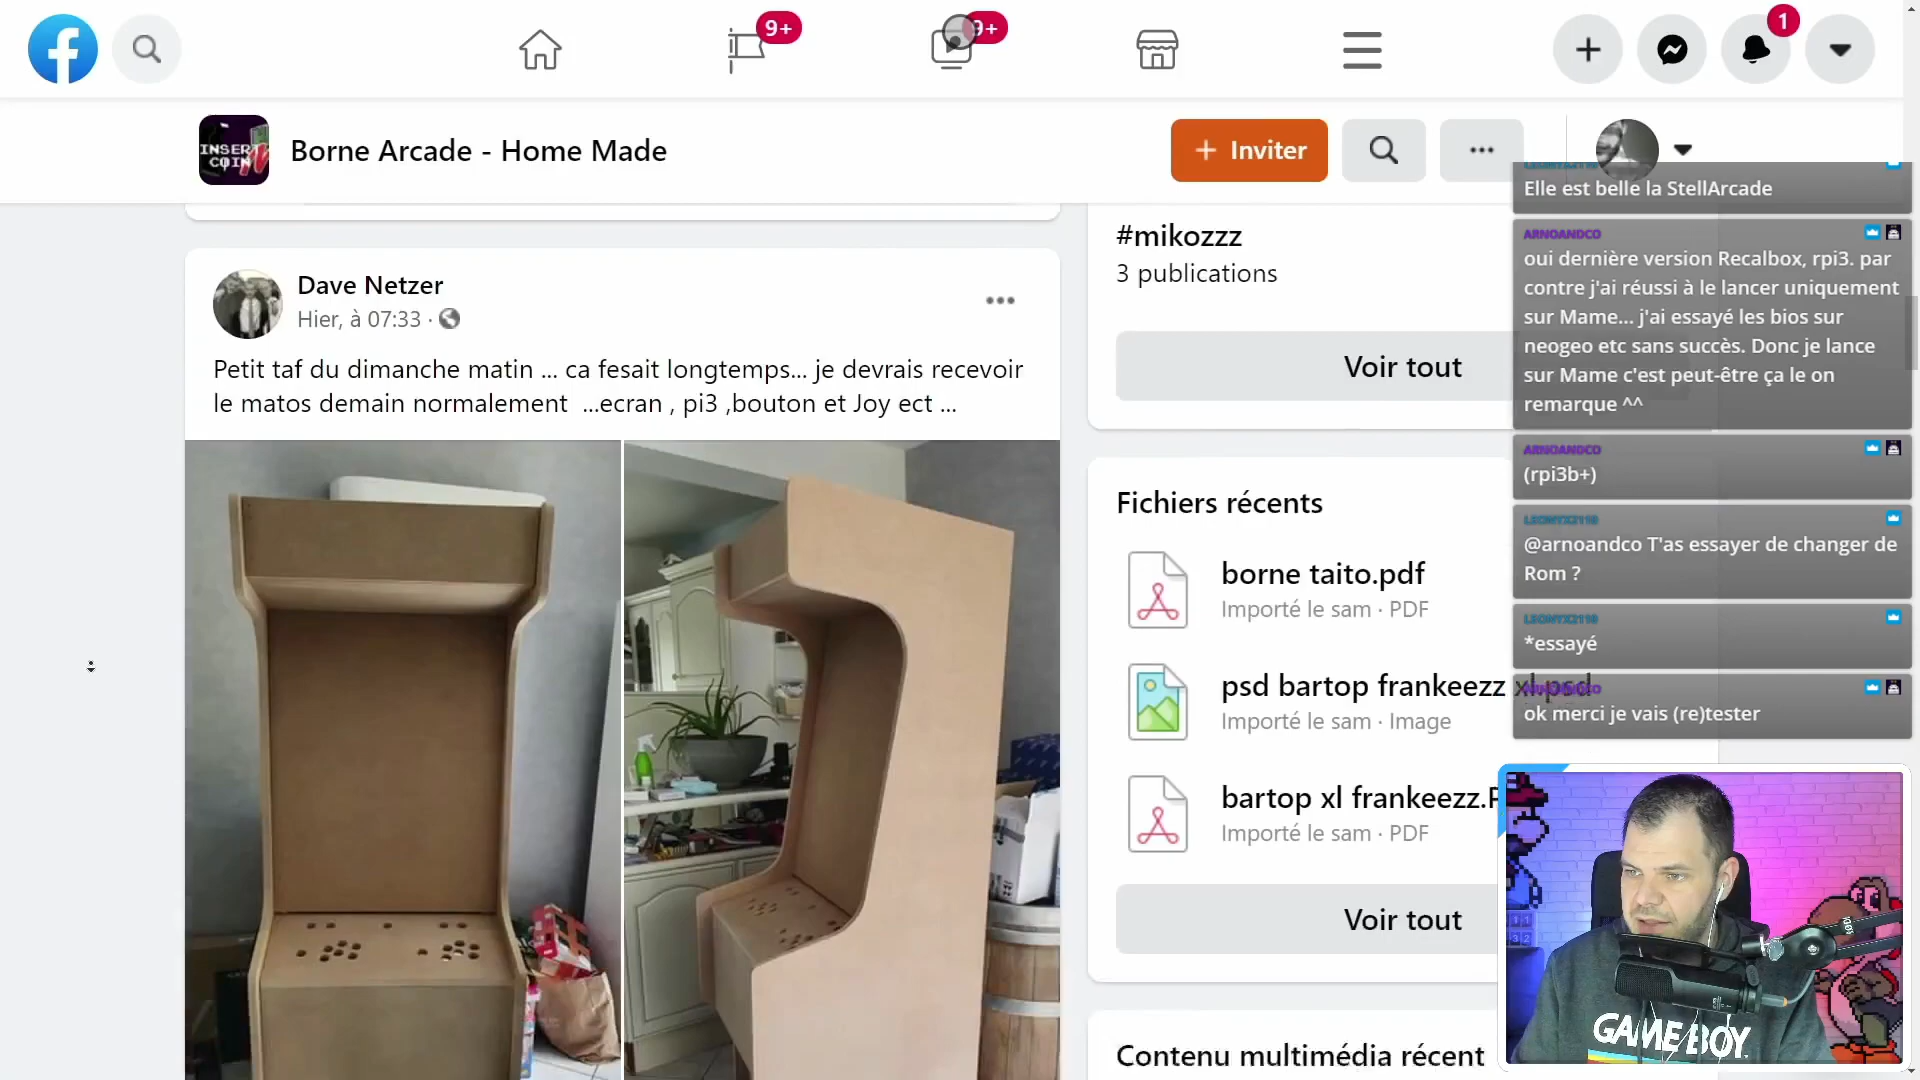 9+
9+
1
INSERT
COIN
Borne Arcade - Home Made
+ Inviter
Elle est belle la StellArcade
#mikozzz
3 publications
Voir tout
ARNOANDCO
oui dernière version Recalbox, rpi3. par
contre j'ai réussi à le lancer uniquement
sur Mame... j'ai essayé les bios sur
neogeo etc sans succès. Donc je lance
sur Mame c'est peut-être ça le on
remarque ^^
ARNOANDCO
(rpi3b+)
@arnoandco T'as essayer de changer de
Rom ?
*essayé
ARNOANDCO
ok merci je vais (re)tester
Dave Netzer
Hier, à 07:33 ·
Petit taf du dimanche matin ... ca fesait longtemps... je devrais recevoir
le matos demain normalement ...ecran , pi3 ,bouton et Joy ect ...
Fichiers récents
borne taito.pdf
Importé le sam · PDF
psd bartop frankeezz xl.psd
Importé le sam · Image
bartop xl frankeezz.P
Importé le sam · PDF
Voir tout
Contenu multimédia récent
GAME BOY